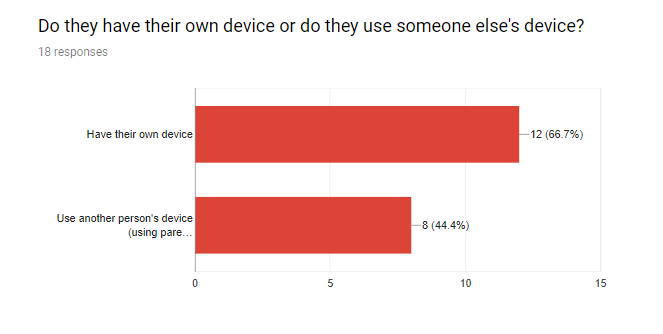 Do they have their own device or do they use someone else's device?
18 responses
Have their own device
12 (66.7%)
Use another person's device
(using pare…
8 (44.4%)
0
5
10
15